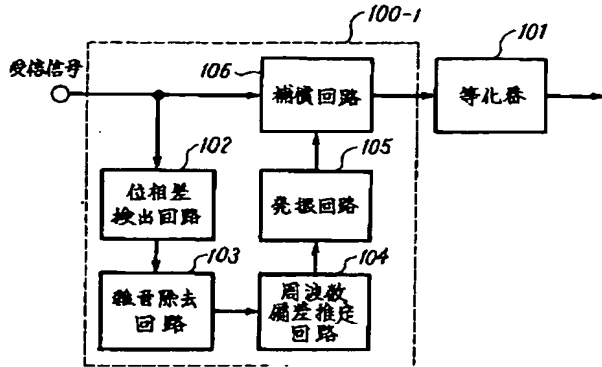 100-1
受信信号
106
補償回路
101
等化器
102
位相差
検出回路
105
発振回路
103
雑音除去
回路
104
周波数
偏差推定
回路